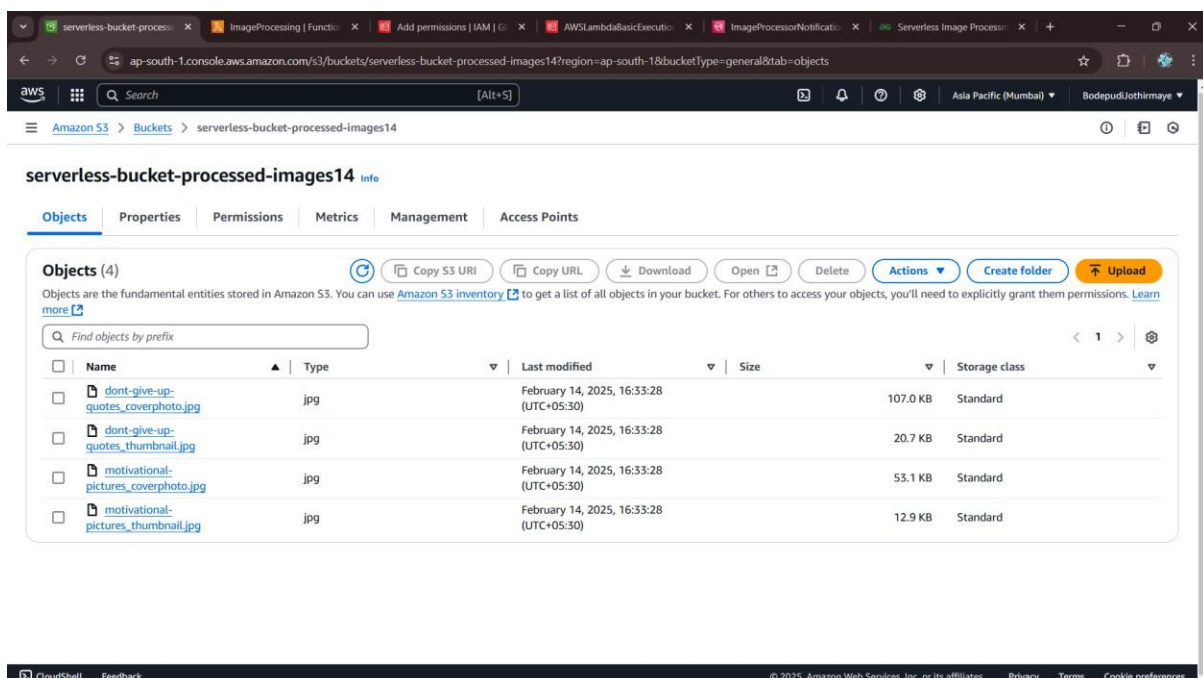 serverless-bucket-process
ImageProcessing | Functio
Add permissions | IAM | Gl
AWSLambdaBasicExecutio
ImageProcessorNotificatio
Serverless Image Processin
ap-south-1.console.aws.amazon.com/s3/buckets/serverless-bucket-processed-images14?region=ap-south-1&bucketType=general&tab=objects
aws
Search
[Alt+S]
Asia Pacific (Mumbai)
BodepudiJothirmaye
Amazon S3 > Buckets > serverless-bucket-processed-images14
serverless-bucket-processed-images14 Info
Objects Properties Permissions Metrics Management Access Points
Objects (4)
Copy S3 URI Copy URL Download Open Delete Actions Create folder Upload
Objects are the fundamental entities stored in Amazon S3. You can use Amazon S3 inventory to get a list of all objects in your bucket. For others to access your objects, you'll need to explicitly grant them permissions. Learn
more
Find objects by prefix
1
Name Type Last modified Size Storage class
dont-give-up-
quotes_coverphoto.jpg
jpg
February 14, 2025, 16:33:28
(UTC+05:30)
107.0 KB
Standard
dont-give-up-
quotes_thumbnail.jpg
jpg
February 14, 2025, 16:33:28
(UTC+05:30)
20.7 KB
Standard
motivational-
pictures_coverphoto.jpg
jpg
February 14, 2025, 16:33:28
(UTC+05:30)
53.1 KB
Standard
motivational-
pictures_thumbnail.jpg
jpg
February 14, 2025, 16:33:28
(UTC+05:30)
12.9 KB
Standard
CloudShell Feedback
© 2025, Amazon Web Services, Inc. or its affiliates. Privacy Terms Cookie preferences